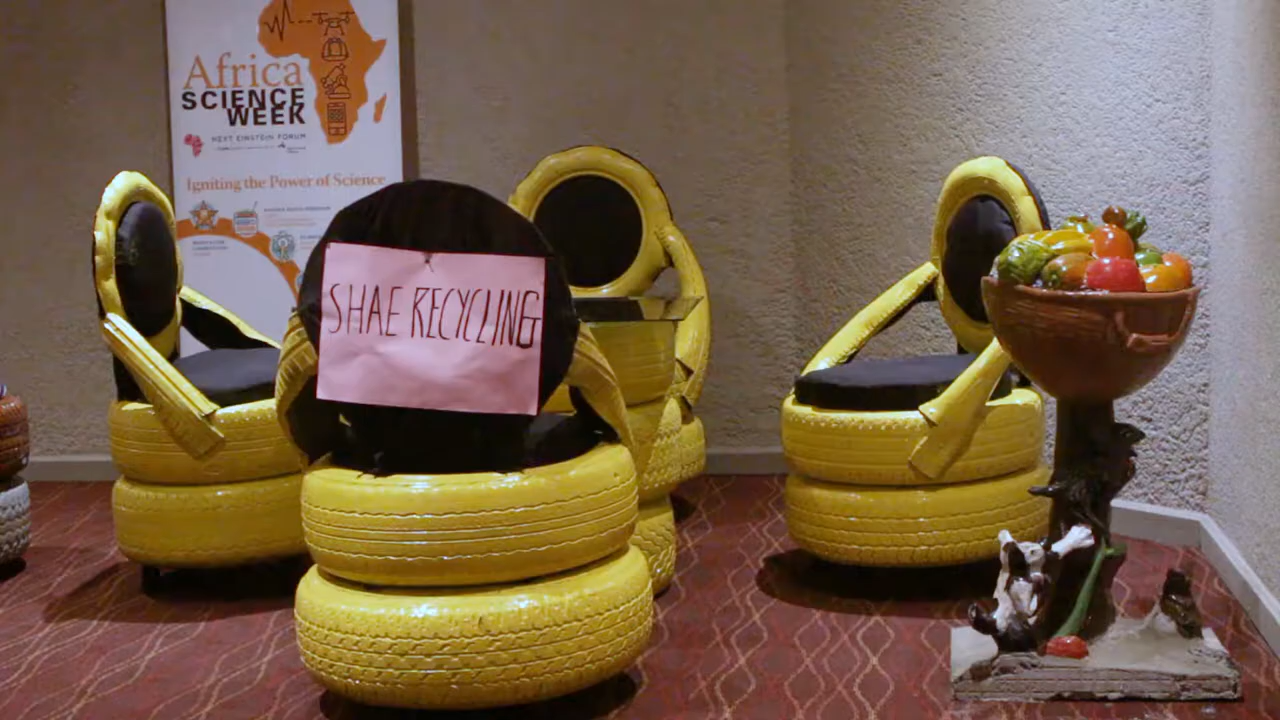 Africa
SCIENCE
WEEK
NEXT EINSTEIN FORUM
Igniting the Power of Science
SHAE RECYCLING